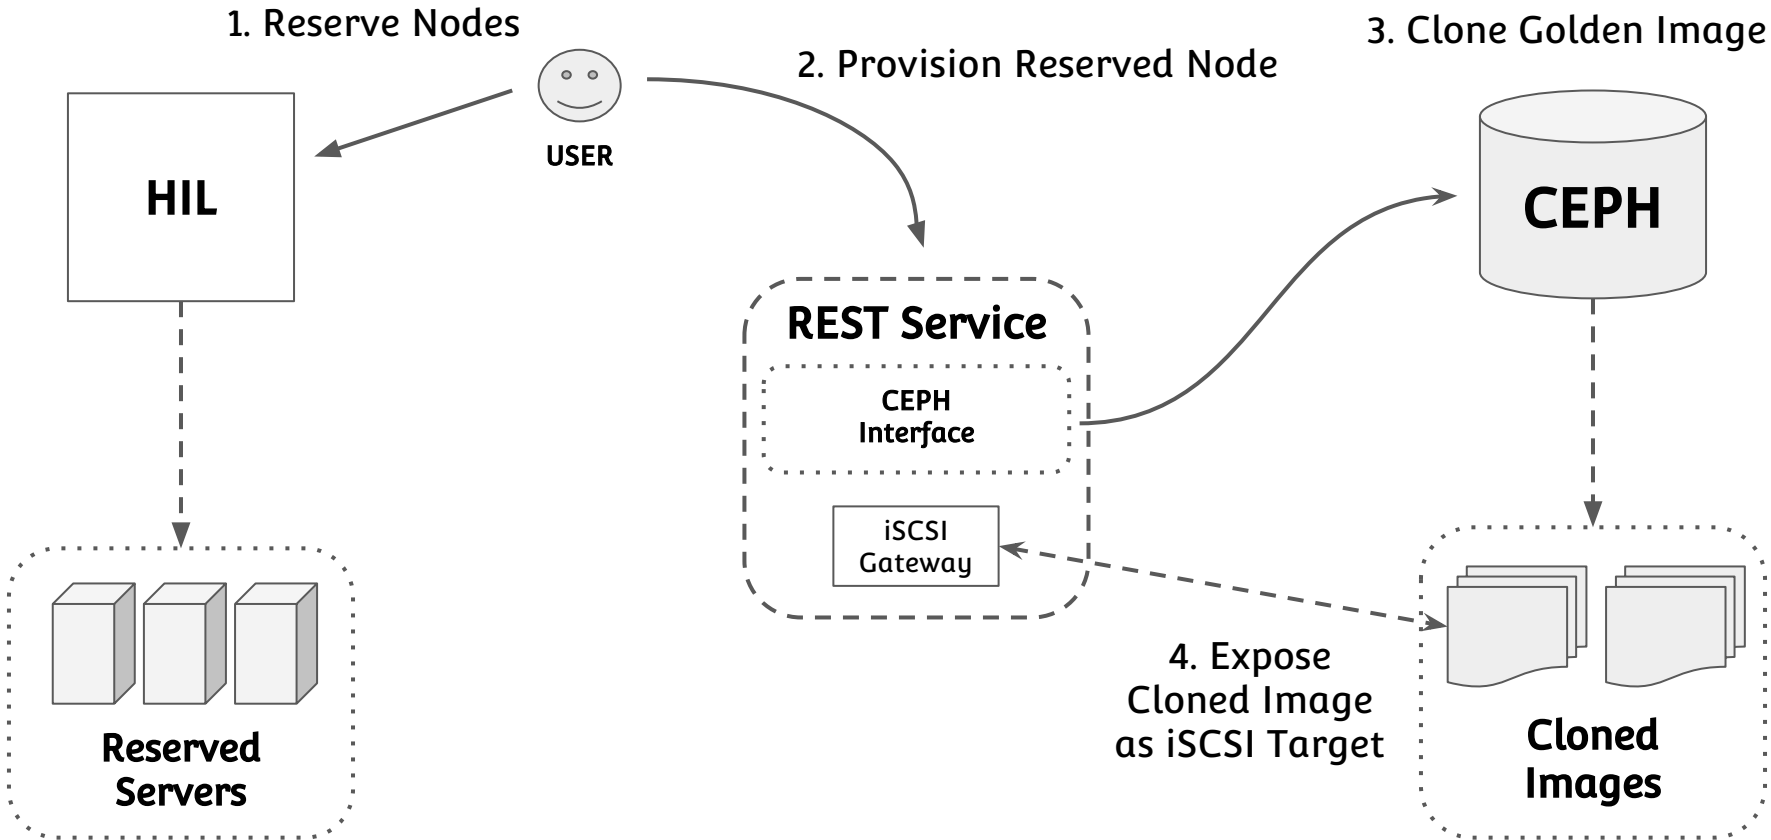 1. Reserve Nodes
2. Provision Reserved Node
3. Clone Golden Image
USER
HIL
CEPH
REST Service
CEPH
Interface
iSCSI
Gateway
4. Expose
Cloned Image
as iSCSI Target
Reserved
Servers
Cloned
Images